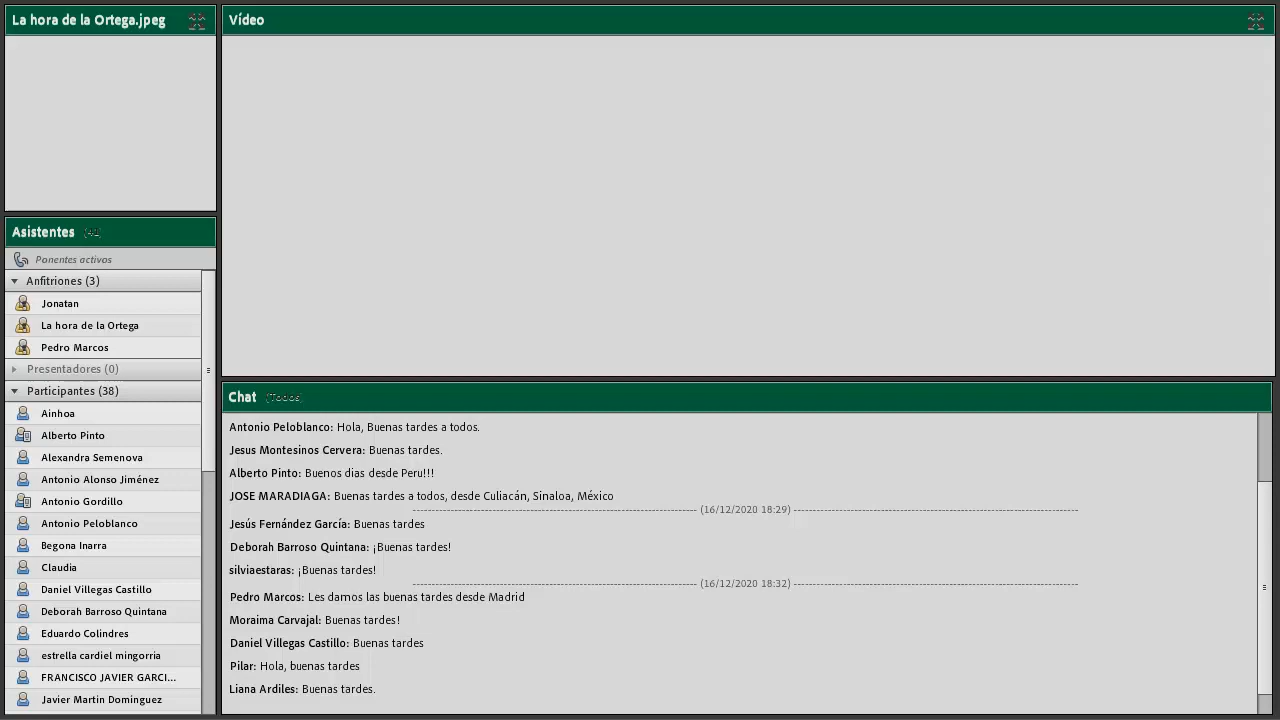 La hora de la Ortega.jpeg
Vídeo
Asistentes (41)
Ponentes activos
Anfitriones (3)
Jonatan
La hora de la Ortega
Pedro Marcos
Presentadores (0)
Participantes (38)
Ainhoa
Alberto Pinto
Alexandra Semenova
Antonio Alonso Jiménez
Antonio Gordillo
Antonio Peloblanco
Begona Inarra
Claudia
Daniel Villegas Castillo
Deborah Barroso Quintana
Eduardo Colindres
estrella cardiel mingorria
FRANCISCO JAVIER GARCI...
Javier Martin Dominguez
Chat (Todos)
Antonio Peloblanco: Hola, Buenas tardes a todos.
Jesus Montesinos Cervera: Buenas tardes.
Alberto Pinto: Buenos dias desde Peru!!!
JOSE MARADIAGA: Buenas tardes a todos, desde Culiacán, Sinaloa, México
(16/12/2020 18:29)
Jesús Fernández García: Buenas tardes
Deborah Barroso Quintana: ¡Buenas tardes!
silviaestaras: ¡Buenas tardes!
(16/12/2020 18:32)
Pedro Marcos: Les damos las buenas tardes desde Madrid
Moraima Carvajal: Buenas tardes!
Daniel Villegas Castillo: Buenas tardes
Pilar: Hola, buenas tardes
Liana Ardiles: Buenas tardes.